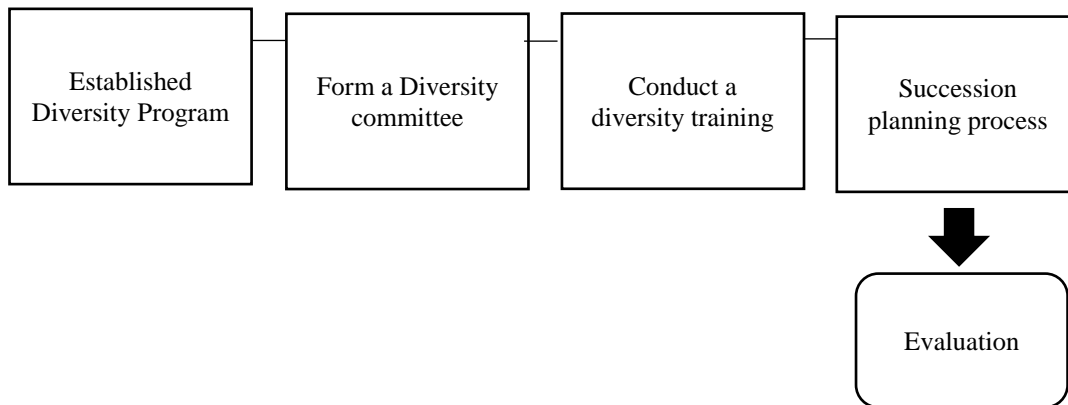 Established
Diversity Program
Form a Diversity
committee
Conduct a
diversity training
Succession
planning process
Evaluation